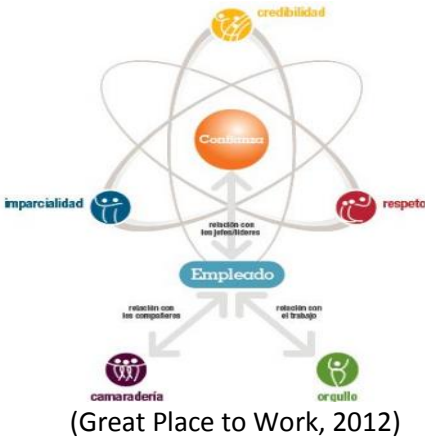 credibilidad
Confianza
imparcialidad
respeto
relación con
los jefes/líderes
Empleado
relación con
los compañeros
relación con
el trabajo
camaradería
orgullo
(Great Place to Work, 2012)